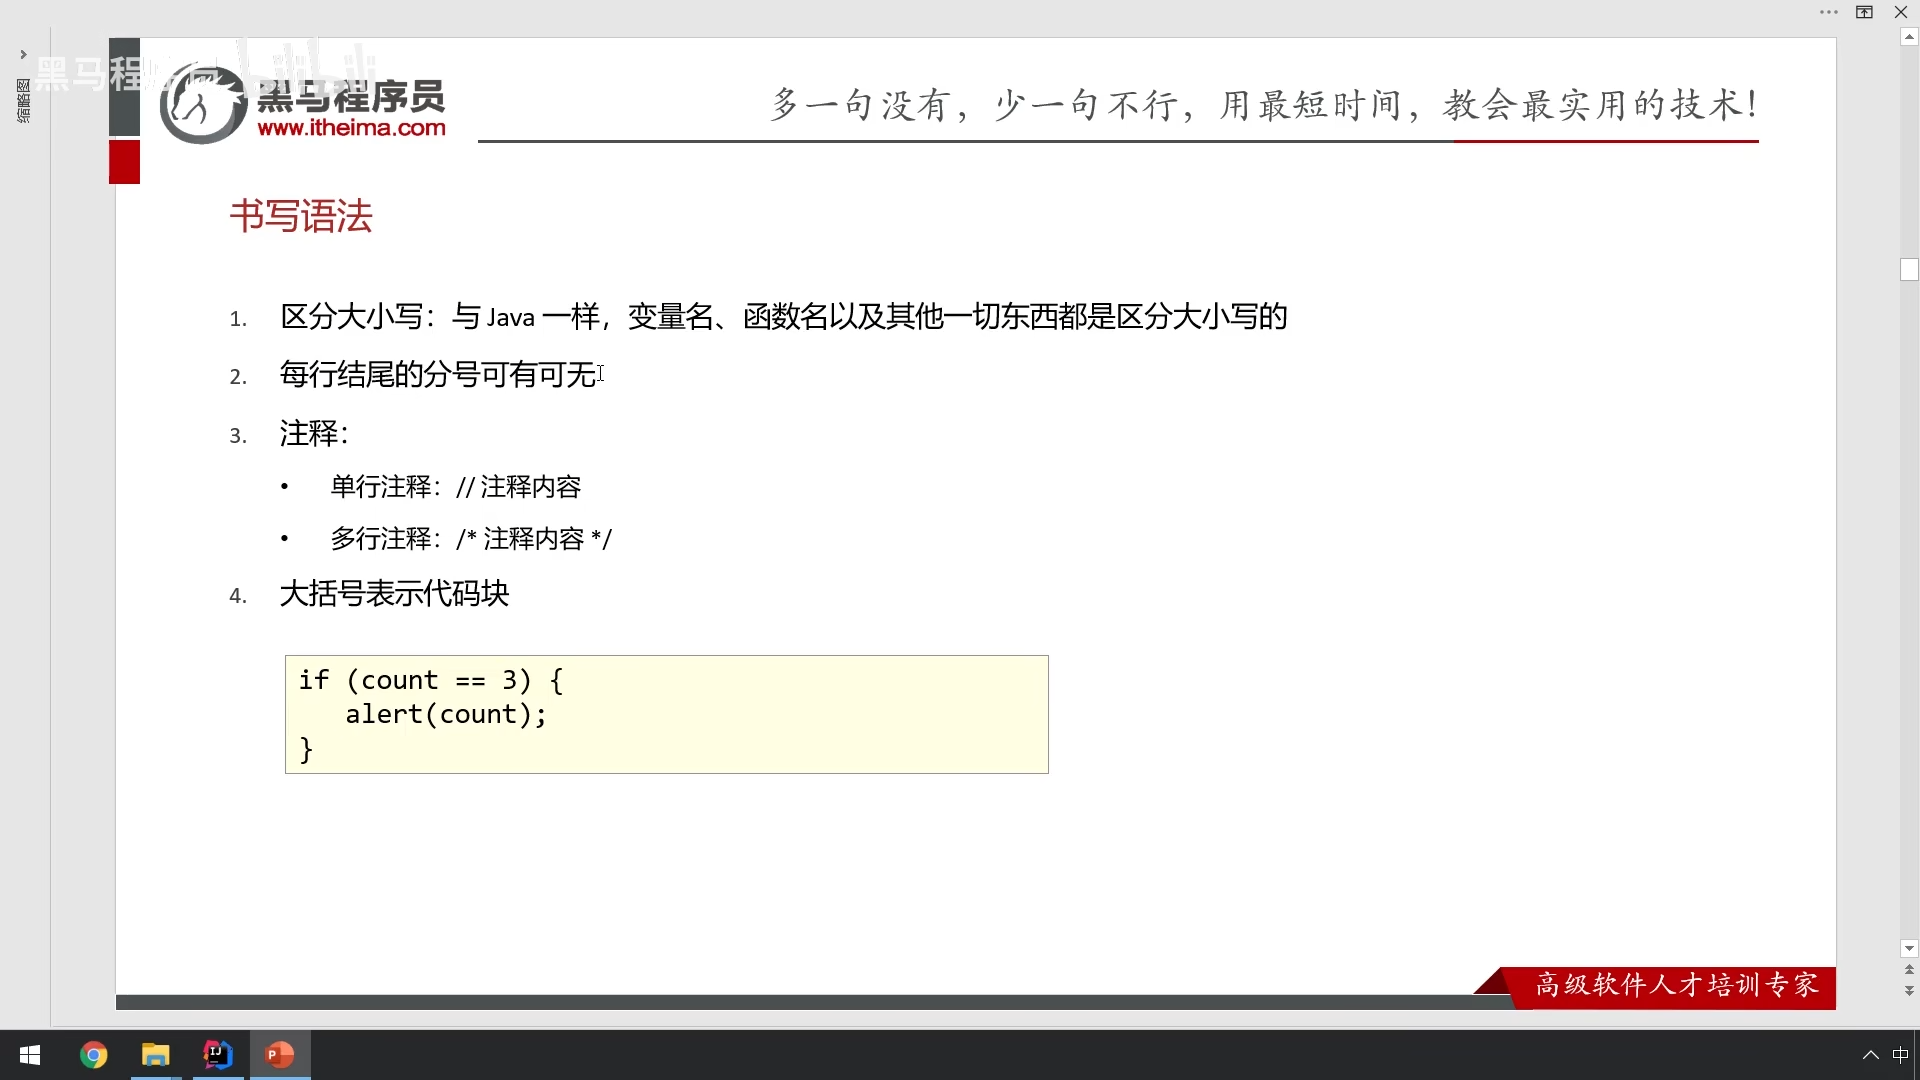 缩略图
黑马程序员 bilibili
黑马程序员
www.itheima.com
多一句没有，少一句不行，用最短时间，教会最实用的技术！
书写语法
1. 区分大小写：与 Java 一样，变量名、函数名以及其他一切东西都是区分大小写的
2. 每行结尾的分号可有可无
3. 注释：
• 单行注释：// 注释内容
• 多行注释：/* 注释内容 */
4. 大括号表示代码块
if (count == 3) {
   alert(count);
}
高级软件人才培训专家
中